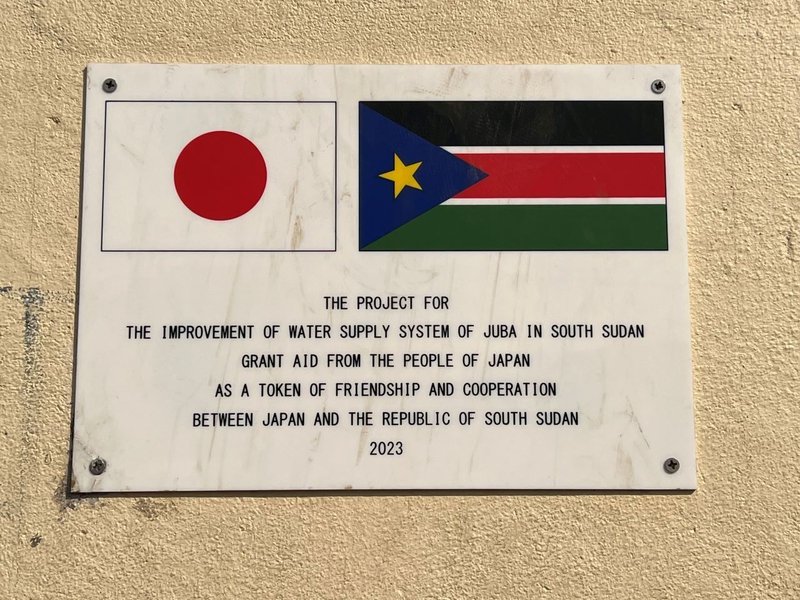 THE PROJECT FOR
THE IMPROVEMENT OF WATER SUPPLY SYSTEM OF JUBA IN SOUTH SUDAN
GRANT AID FROM THE PEOPLE OF JAPAN
AS A TOKEN OF FRIENDSHIP AND COOPERATION
BETWEEN JAPAN AND THE REPUBLIC OF SOUTH SUDAN
2023